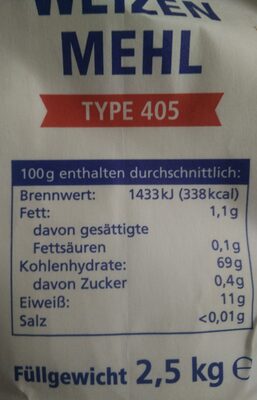 WEIZEN
MEHL
TYPE 405
100g enthalten durchschnittlich:
Brennwert: 1433kJ (338kcal)
Fett: 1,1g
davon gesättigte
Fettsäuren 0,1g
Kohlenhydrate: 69g
davon Zucker 0,4g
Eiweiß: 11g
Salz <0,01g
Füllgewicht 2,5 kg ℮